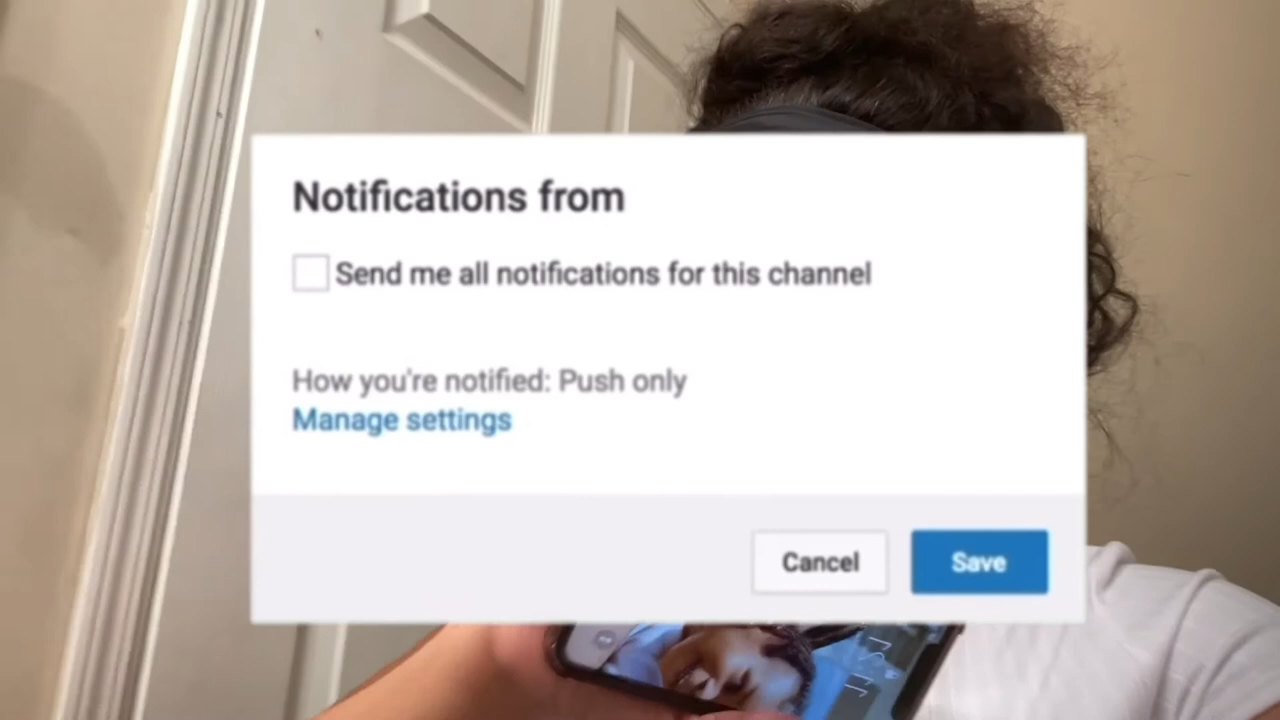 Notifications from
Send me all notifications for this channel
How you're notified: Push only
Manage settings
Cancel
Save